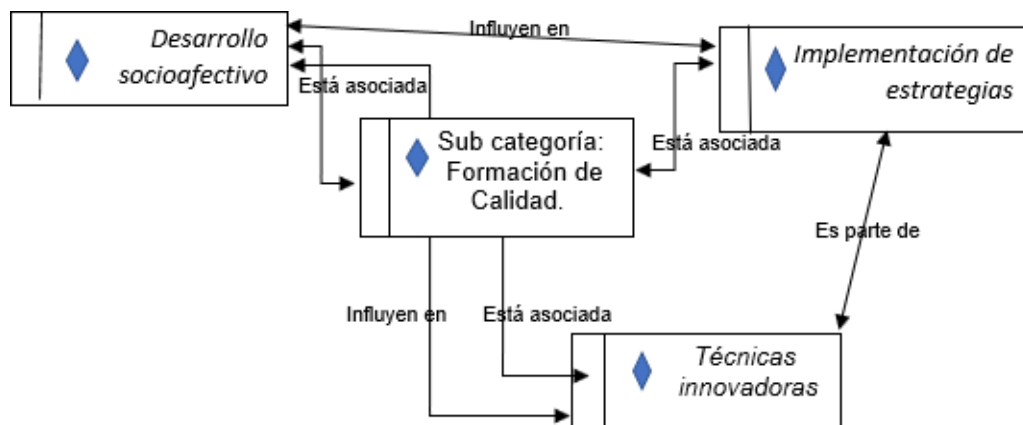 Influyen en
Desarrollo
socioafectivo
Implementación de
estrategias
Está asociada
Sub categoría:
Formación de
Calidad.
Está asociada
Es parte de
Influyen en
Está asociada
Técnicas
innovadoras